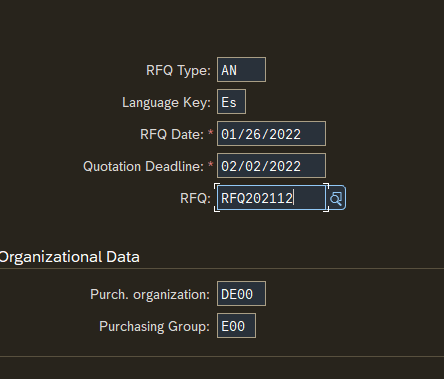 RFQ Type: AN
Language Key: Es
RFQ Date: * 01/26/2022
Quotation Deadline: * 02/02/2022
RFQ: RFQ202112
Organizational Data
Purch. organization: DE00
Purchasing Group: E00